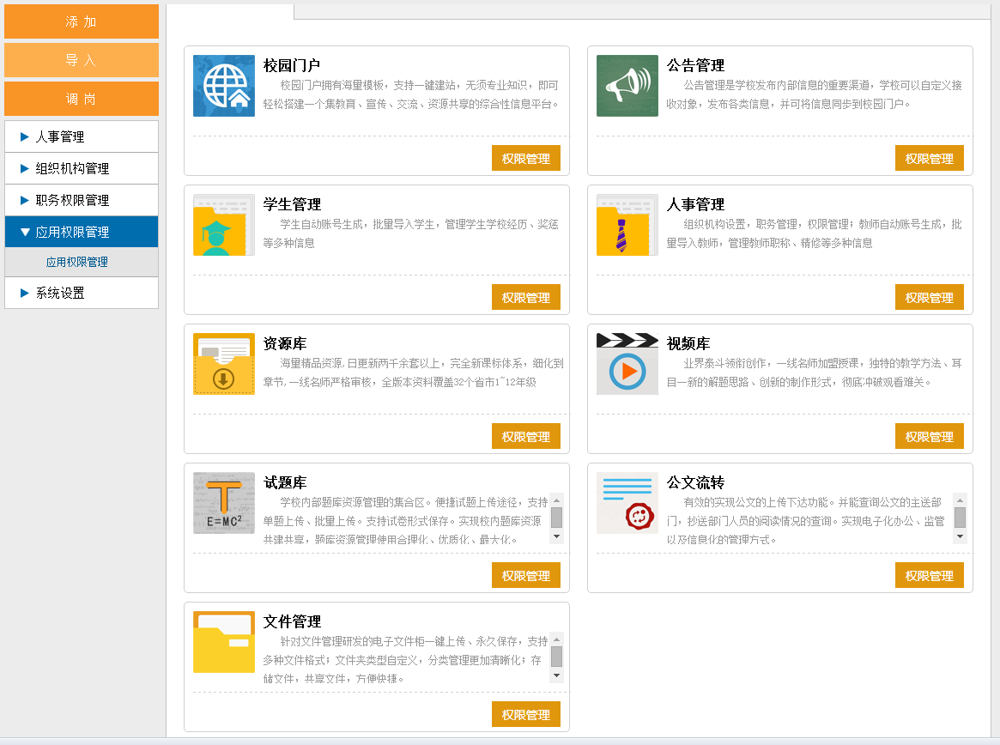 添 加
导 入
调 岗
人事管理
组织机构管理
职务权限管理
应用权限管理
应用权限管理
系统设置
校园门户
校园门户拥有海量模板，支持一键建站，无须专业知识，即可
轻松搭建一个集教育、宣传、交流、资源共享的综合性信息平台。
权限管理
公告管理
公告管理是学校发布内部信息的重要渠道，学校可以自定义接
收对象，发布各类信息，并可将信息同步到校园门户。
权限管理
学生管理
学生自动账号生成，批量导入学生，管理学生学校经历、奖惩
等多种信息
权限管理
人事管理
组织机构设置，职务管理，权限管理；教师自动账号生成，批
量导入教师，管理教师职称、精修等多种信息
权限管理
资源库
海量精品资源,日更新两千余套以上，完全新课标体系，细化到
章节,一线名师严格审核，全版本资料覆盖32个省市1~12年级
权限管理
视频库
业界泰斗领衔创作，一线名师加盟授课，独特的教学方法、耳
目一新的解题思路、创新的制作形式，彻底冲破观看难关。
权限管理
试题库
T
E=MC²
学校内部题库资源管理的集合区。便捷试题上传途径，支持
单题上传、批量上传。支持试卷形式保存。实现校内题库资源
共建共享，题库资源管理使用合理化、优质化、最大化。
权限管理
公文流转
有效的实现公文的上传下达功能。并能查询公文的主送部
门，抄送部门人员的阅读情况的查询。实现电子化办公、监管
以及信息化的管理方式。
权限管理
文件管理
针对文件管理研发的电子文件柜一键上传、永久保存，支持
多种文件格式；文件夹类型自定义，分类管理更加清晰化；存
储文件，共享文件，方便快捷。
权限管理